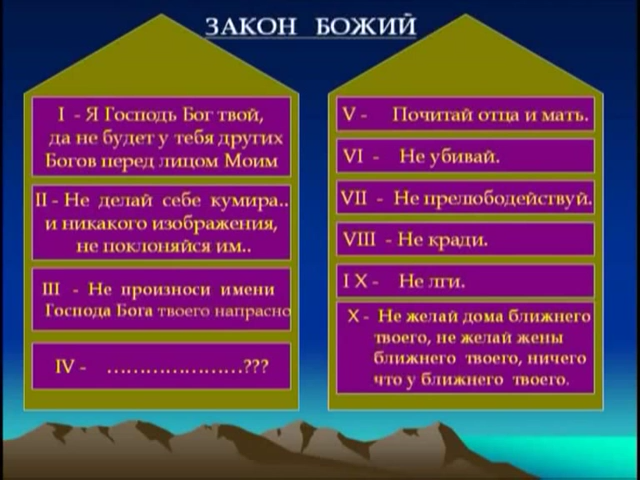 ЗАКОН БОЖИЙ
I - Я Господь Бог твой,
да не будет у тебя других
Богов перед лицом Моим
II - Не делай себе кумира..
и никакого изображения,
не поклоняйся им..
III - Не произноси имени
Господа Бога твоего напрасно
IV - …………………???
V - Почитай отца и мать.
VI - Не убивай.
VII - Не прелюбодействуй.
VIII - Не кради.
I X - Не лги.
X - Не желай дома ближнего
твоего, не желай жены
ближнего твоего, ничего
что у ближнего твоего.